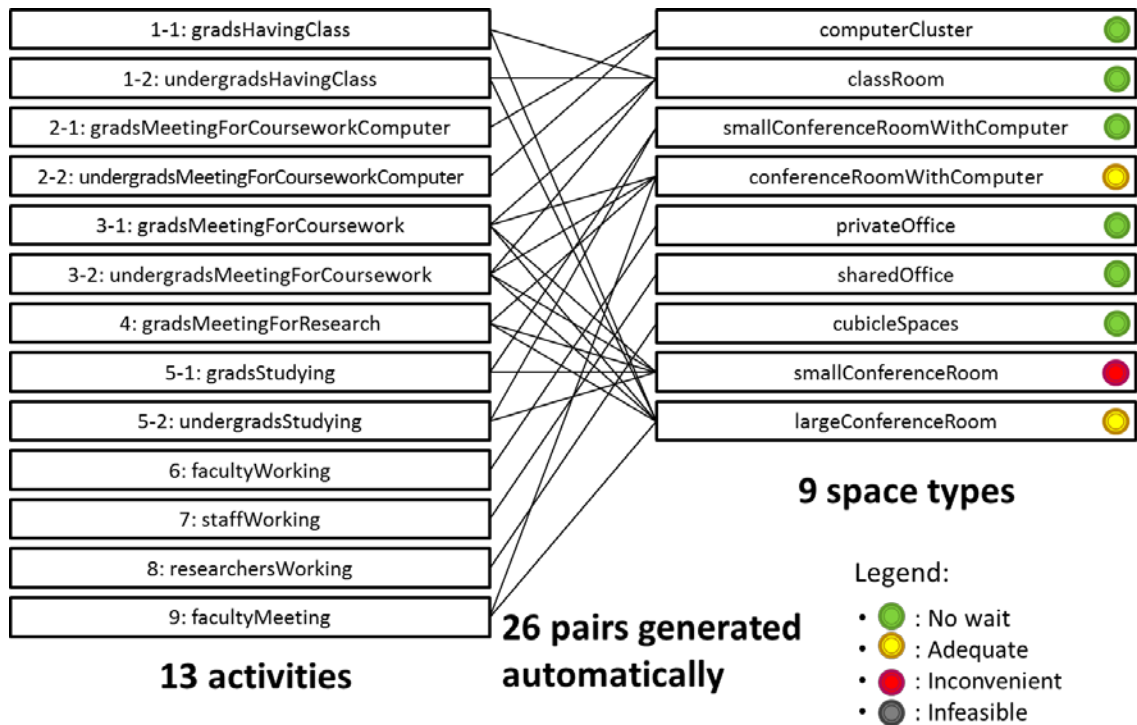 1-1: gradsHavingClass
1-2: undergradsHavingClass
2-1: gradsMeetingForCourseworkComputer
2-2: undergradsMeetingForCourseworkComputer
3-1: gradsMeetingForCoursework
3-2: undergradsMeetingForCoursework
4: gradsMeetingForResearch
5-1: gradsStudying
5-2: undergradsStudying
6: facultyWorking
7: staffWorking
8: researchersWorking
9: facultyMeeting
13 activities
26 pairs generated
automatically
computerCluster
classRoom
smallConferenceRoomWithComputer
conferenceRoomWithComputer
privateOffice
sharedOffice
cubicleSpaces
smallConferenceRoom
largeConferenceRoom
9 space types
Legend:
• : No wait
• : Adequate
• : Inconvenient
• : Infeasible